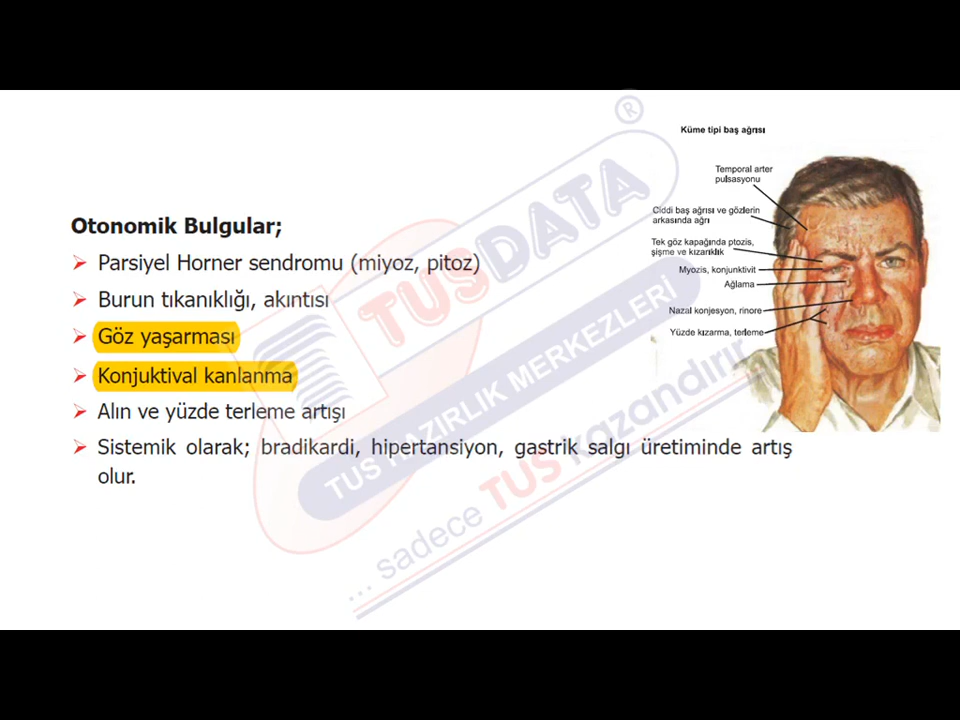 Küme tipi baş ağrısı
Temporal arter
pulsasyonu
Ciddi baş ağrısı ve gözlerin
arkasında ağrı
Tek göz kapağında ptozis,
şişme ve kızarıklık
Myozis, konjunktivit
Ağlama
Nazal konjesyon, rinore
Yüzde kızarma, terleme
Otonomik Bulgular;
Parsiyel Horner sendromu (miyoz, pitoz)
Burun tıkanıklığı, akıntısı
Göz yaşarması
Konjuktival kanlanma
Alın ve yüzde terleme artışı
Sistemik olarak; bradikardi, hipertansiyon, gastrik salgı üretiminde artış
olur.
®
TUSDATA
TUS HAZIRLIK MERKEZLERİ
... sadece TUS kazandırır